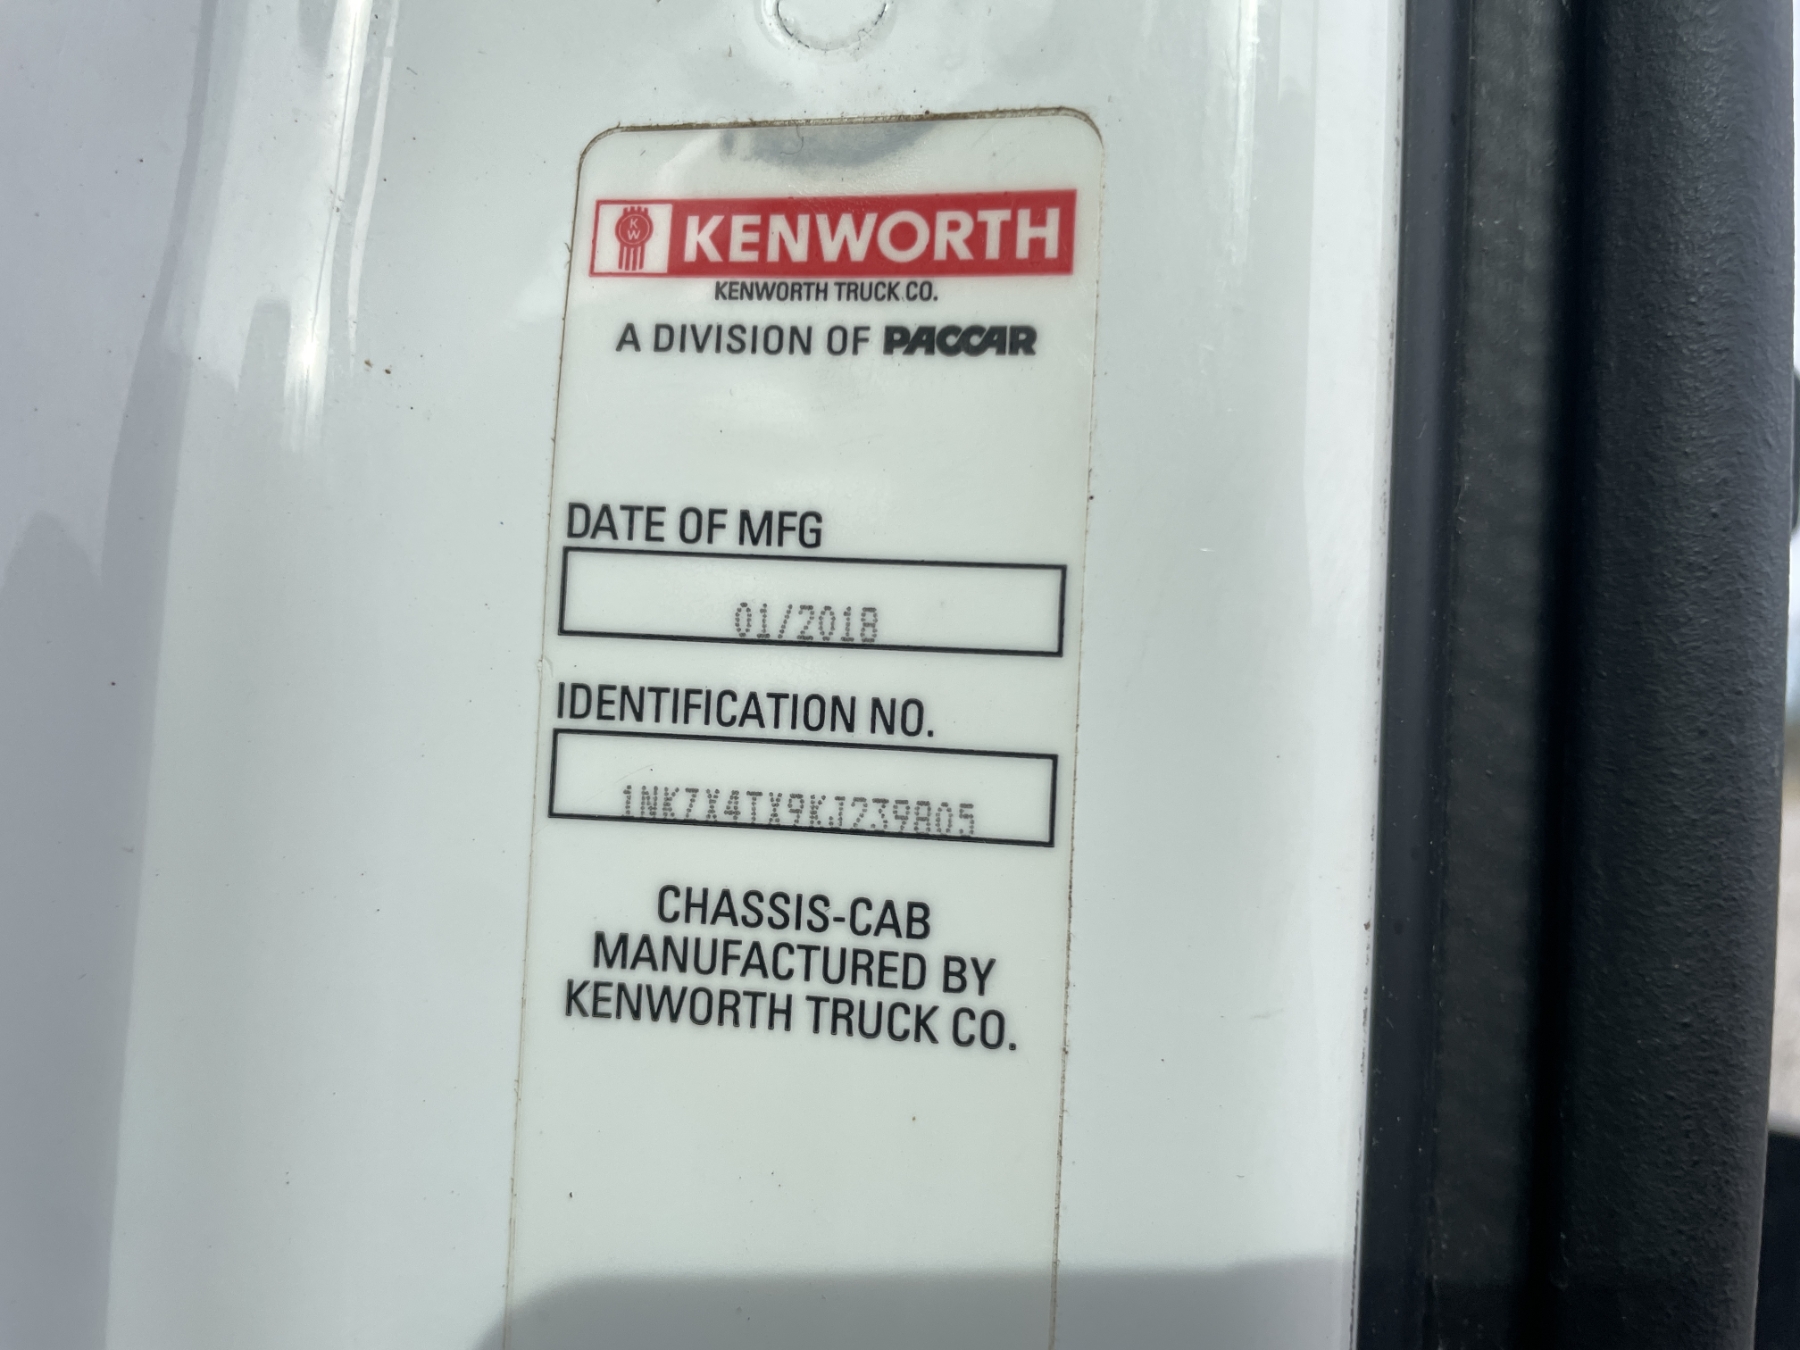 KW
KENWORTH
KENWORTH TRUCK CO.
A DIVISION OF PACCAR
DATE OF MFG
01/2018
IDENTIFICATION NO.
1NK7X4TX9KJ239805
CHASSIS-CAB
MANUFACTURED BY
KENWORTH TRUCK CO.